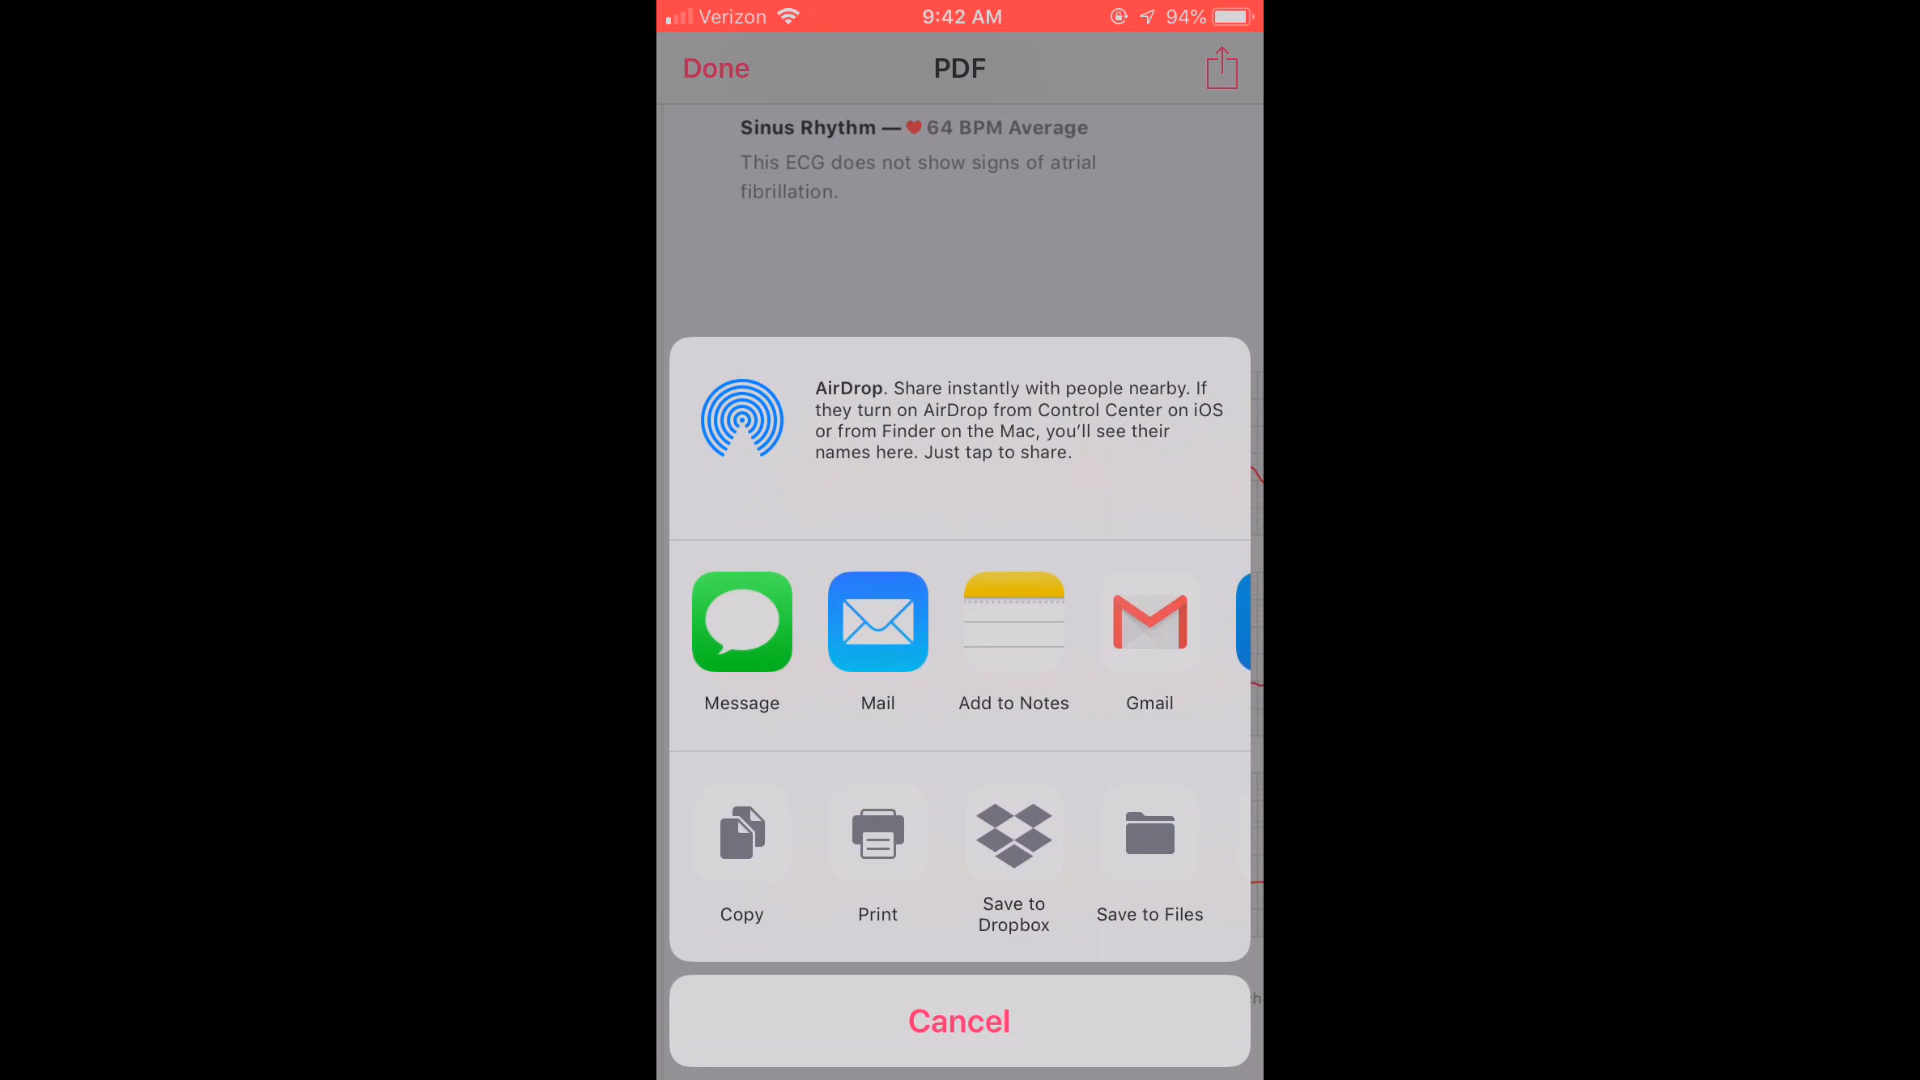 Verizon 9:42 AM 94%
Done PDF
Sinus Rhythm — ❤ 64 BPM Average
This ECG does not show signs of atrial
fibrillation.
AirDrop. Share instantly with people nearby. If
they turn on AirDrop from Control Center on iOS
or from Finder on the Mac, you’ll see their
names here. Just tap to share.
Message Mail Add to Notes Gmail
Copy Print Save to
Dropbox Save to Files
Cancel